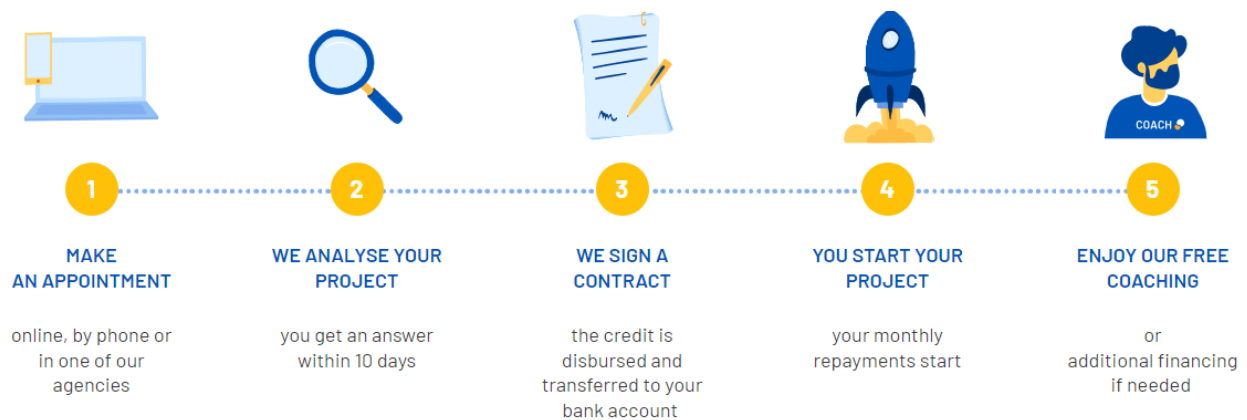 COACH
1
2
3
4
5
MAKE
AN APPOINTMENT
online, by phone or
in one of our
agencies
WE ANALYSE YOUR
PROJECT
you get an answer
within 10 days
WE SIGN A
CONTRACT
the credit is
disbursed and
transferred to your
bank account
YOU START YOUR
PROJECT
your monthly
repayments start
ENJOY OUR FREE
COACHING
or
additional financing
if needed